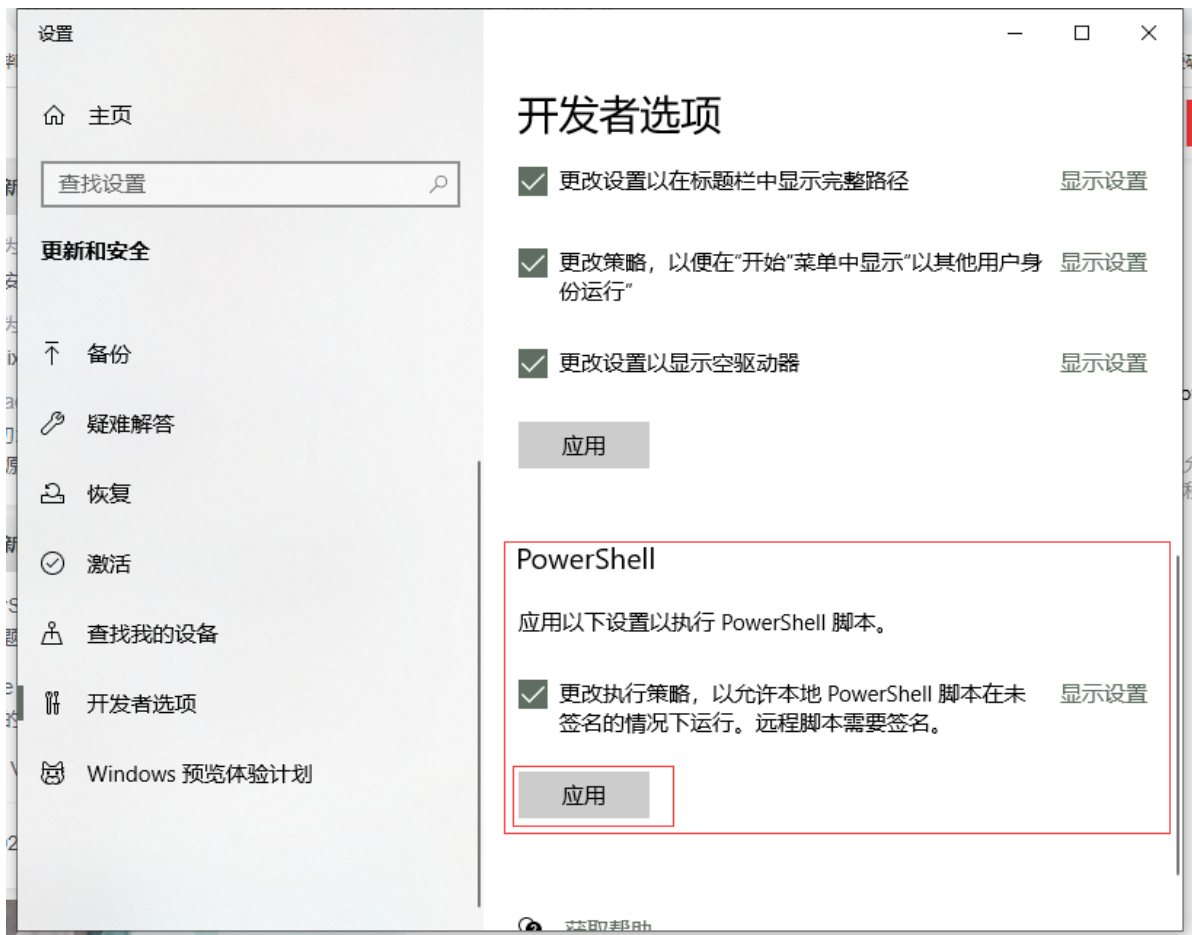 设置
主页
查找设置
更新和安全
备份
疑难解答
恢复
激活
查找我的设备
开发者选项
Windows 预览体验计划
开发者选项
更改设置以在标题栏中显示完整路径
显示设置
更改策略，以便在“开始”菜单中显示“以其他用户身
份运行”
显示设置
更改设置以显示空驱动器
显示设置
应用
PowerShell
应用以下设置以执行 PowerShell 脚本。
更改执行策略，以允许本地 PowerShell 脚本在未
签名的情况下运行。远程脚本需要签名。
显示设置
应用
获取帮助